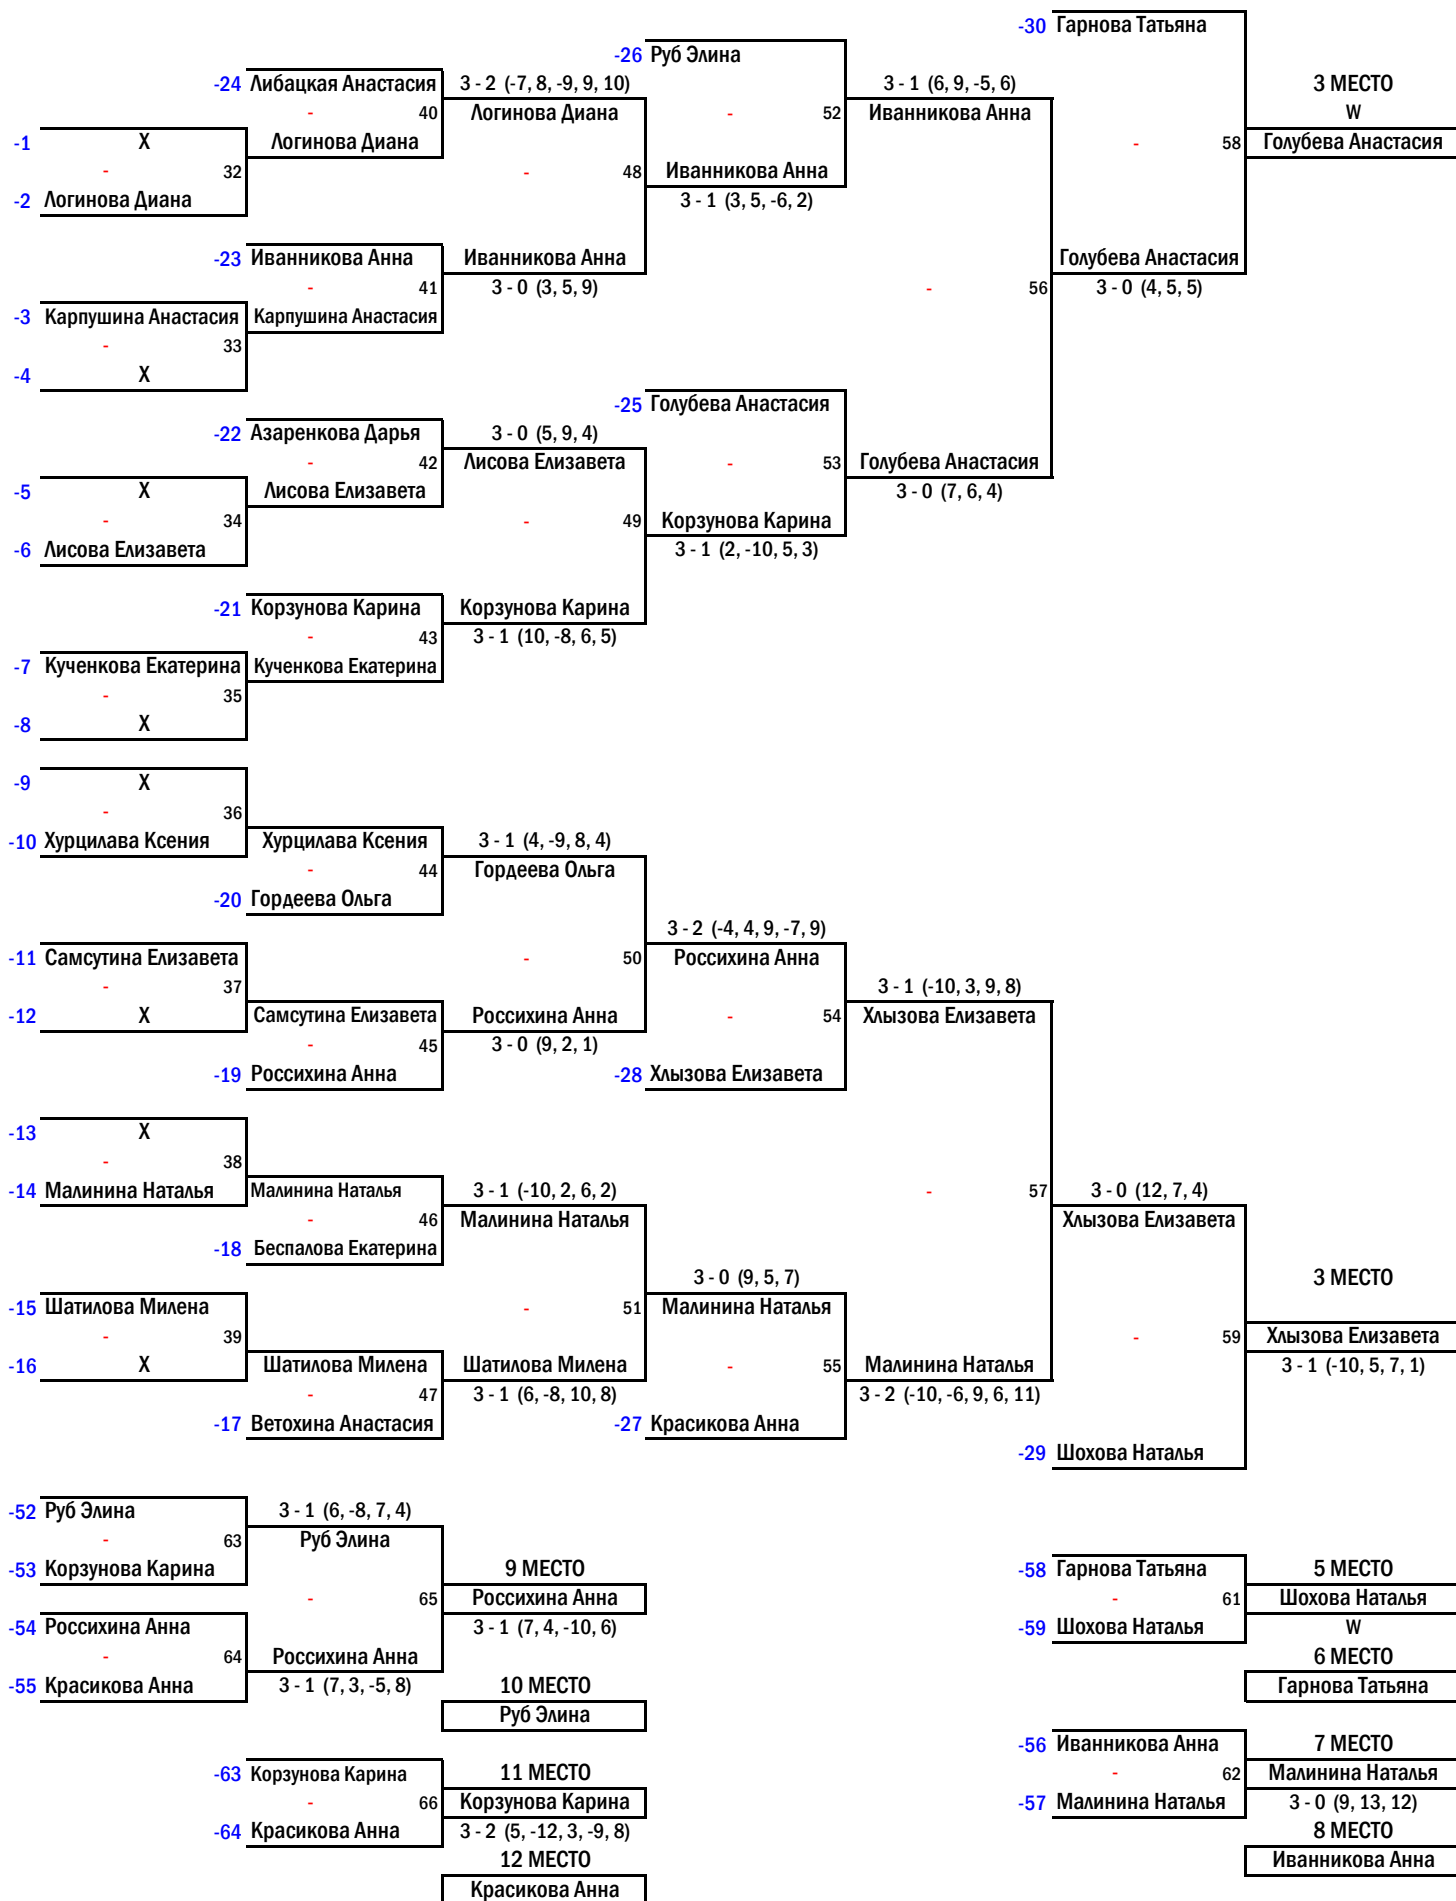 -30 Гарнова Татьяна
-26 Руб Элина
-24 Либацкая Анастасия 3 - 2 (-7, 8, -9, 9, 10) 3 - 1 (6, 9, -5, 6) 3 МЕСТО
- 40 Логинова Диана - 52 Иванникова Анна W
-1 X Логинова Диана - 58 Голубева Анастасия
- 32 - 48 Иванникова Анна
-2 Логинова Диана 3 - 1 (3, 5, -6, 2)
-23 Иванникова Анна Иванникова Анна Голубева Анастасия
- 41 3 - 0 (3, 5, 9) - 56 3 - 0 (4, 5, 5)
-3 Карпушина Анастасия Карпушина Анастасия
- 33
-4 X
-25 Голубева Анастасия
-22 Азаренкова Дарья 3 - 0 (5, 9, 4)
- 42 Лисова Елизавета - 53 Голубева Анастасия
-5 X Лисова Елизавета 3 - 0 (7, 6, 4)
- 34 - 49 Корзунова Карина
-6 Лисова Елизавета 3 - 1 (2, -10, 5, 3)
-21 Корзунова Карина Корзунова Карина
- 43 3 - 1 (10, -8, 6, 5)
-7 Кученкова Екатерина Кученкова Екатерина
- 35
-8 X
-9 X
- 36
-10 Хурцилава Ксения Хурцилава Ксения 3 - 1 (4, -9, 8, 4)
- 44 Гордеева Ольга
-20 Гордеева Ольга
3 - 2 (-4, 4, 9, -7, 9)
-11 Самсутина Елизавета - 50 Россихина Анна
- 37 3 - 1 (-10, 3, 9, 8)
-12 X Самсутина Елизавета Россихина Анна - 54 Хлызова Елизавета
- 45 3 - 0 (9, 2, 1)
-19 Россихина Анна -28 Хлызова Елизавета
-13 X
- 38
-14 Малинина Наталья Малинина Наталья 3 - 1 (-10, 2, 6, 2) - 57 3 - 0 (12, 7, 4)
- 46 Малинина Наталья Хлызова Елизавета
-18 Беспалова Екатерина
3 - 0 (9, 5, 7) 3 МЕСТО
-15 Шатилова Милена - 51 Малинина Наталья
- 39 - 59 Хлызова Елизавета
-16 X Шатилова Милена Шатилова Милена - 55 Малинина Наталья 3 - 1 (-10, 5, 7, 1)
- 47 3 - 1 (6, -8, 10, 8) 3 - 2 (-10, -6, 9, 6, 11)
-17 Ветохина Анастасия -27 Красикова Анна
-29 Шохова Наталья
-52 Руб Элина 3 - 1 (6, -8, 7, 4)
- 63 Руб Элина
-53 Корзунова Карина 9 МЕСТО -58 Гарнова Татьяна 5 МЕСТО
- 65 Россихина Анна - 61 Шохова Наталья
-54 Россихина Анна 3 - 1 (7, 4, -10, 6) -59 Шохова Наталья W
- 64 Россихина Анна 6 МЕСТО
-55 Красикова Анна 3 - 1 (7, 3, -5, 8) 10 МЕСТО Гарнова Татьяна
Руб Элина
-56 Иванникова Анна 7 МЕСТО
-63 Корзунова Карина 11 МЕСТО - 62 Малинина Наталья
- 66 Корзунова Карина -57 Малинина Наталья 3 - 0 (9, 13, 12)
-64 Красикова Анна 3 - 2 (5, -12, 3, -9, 8) 8 МЕСТО
12 МЕСТО Иванникова Анна
Красикова Анна